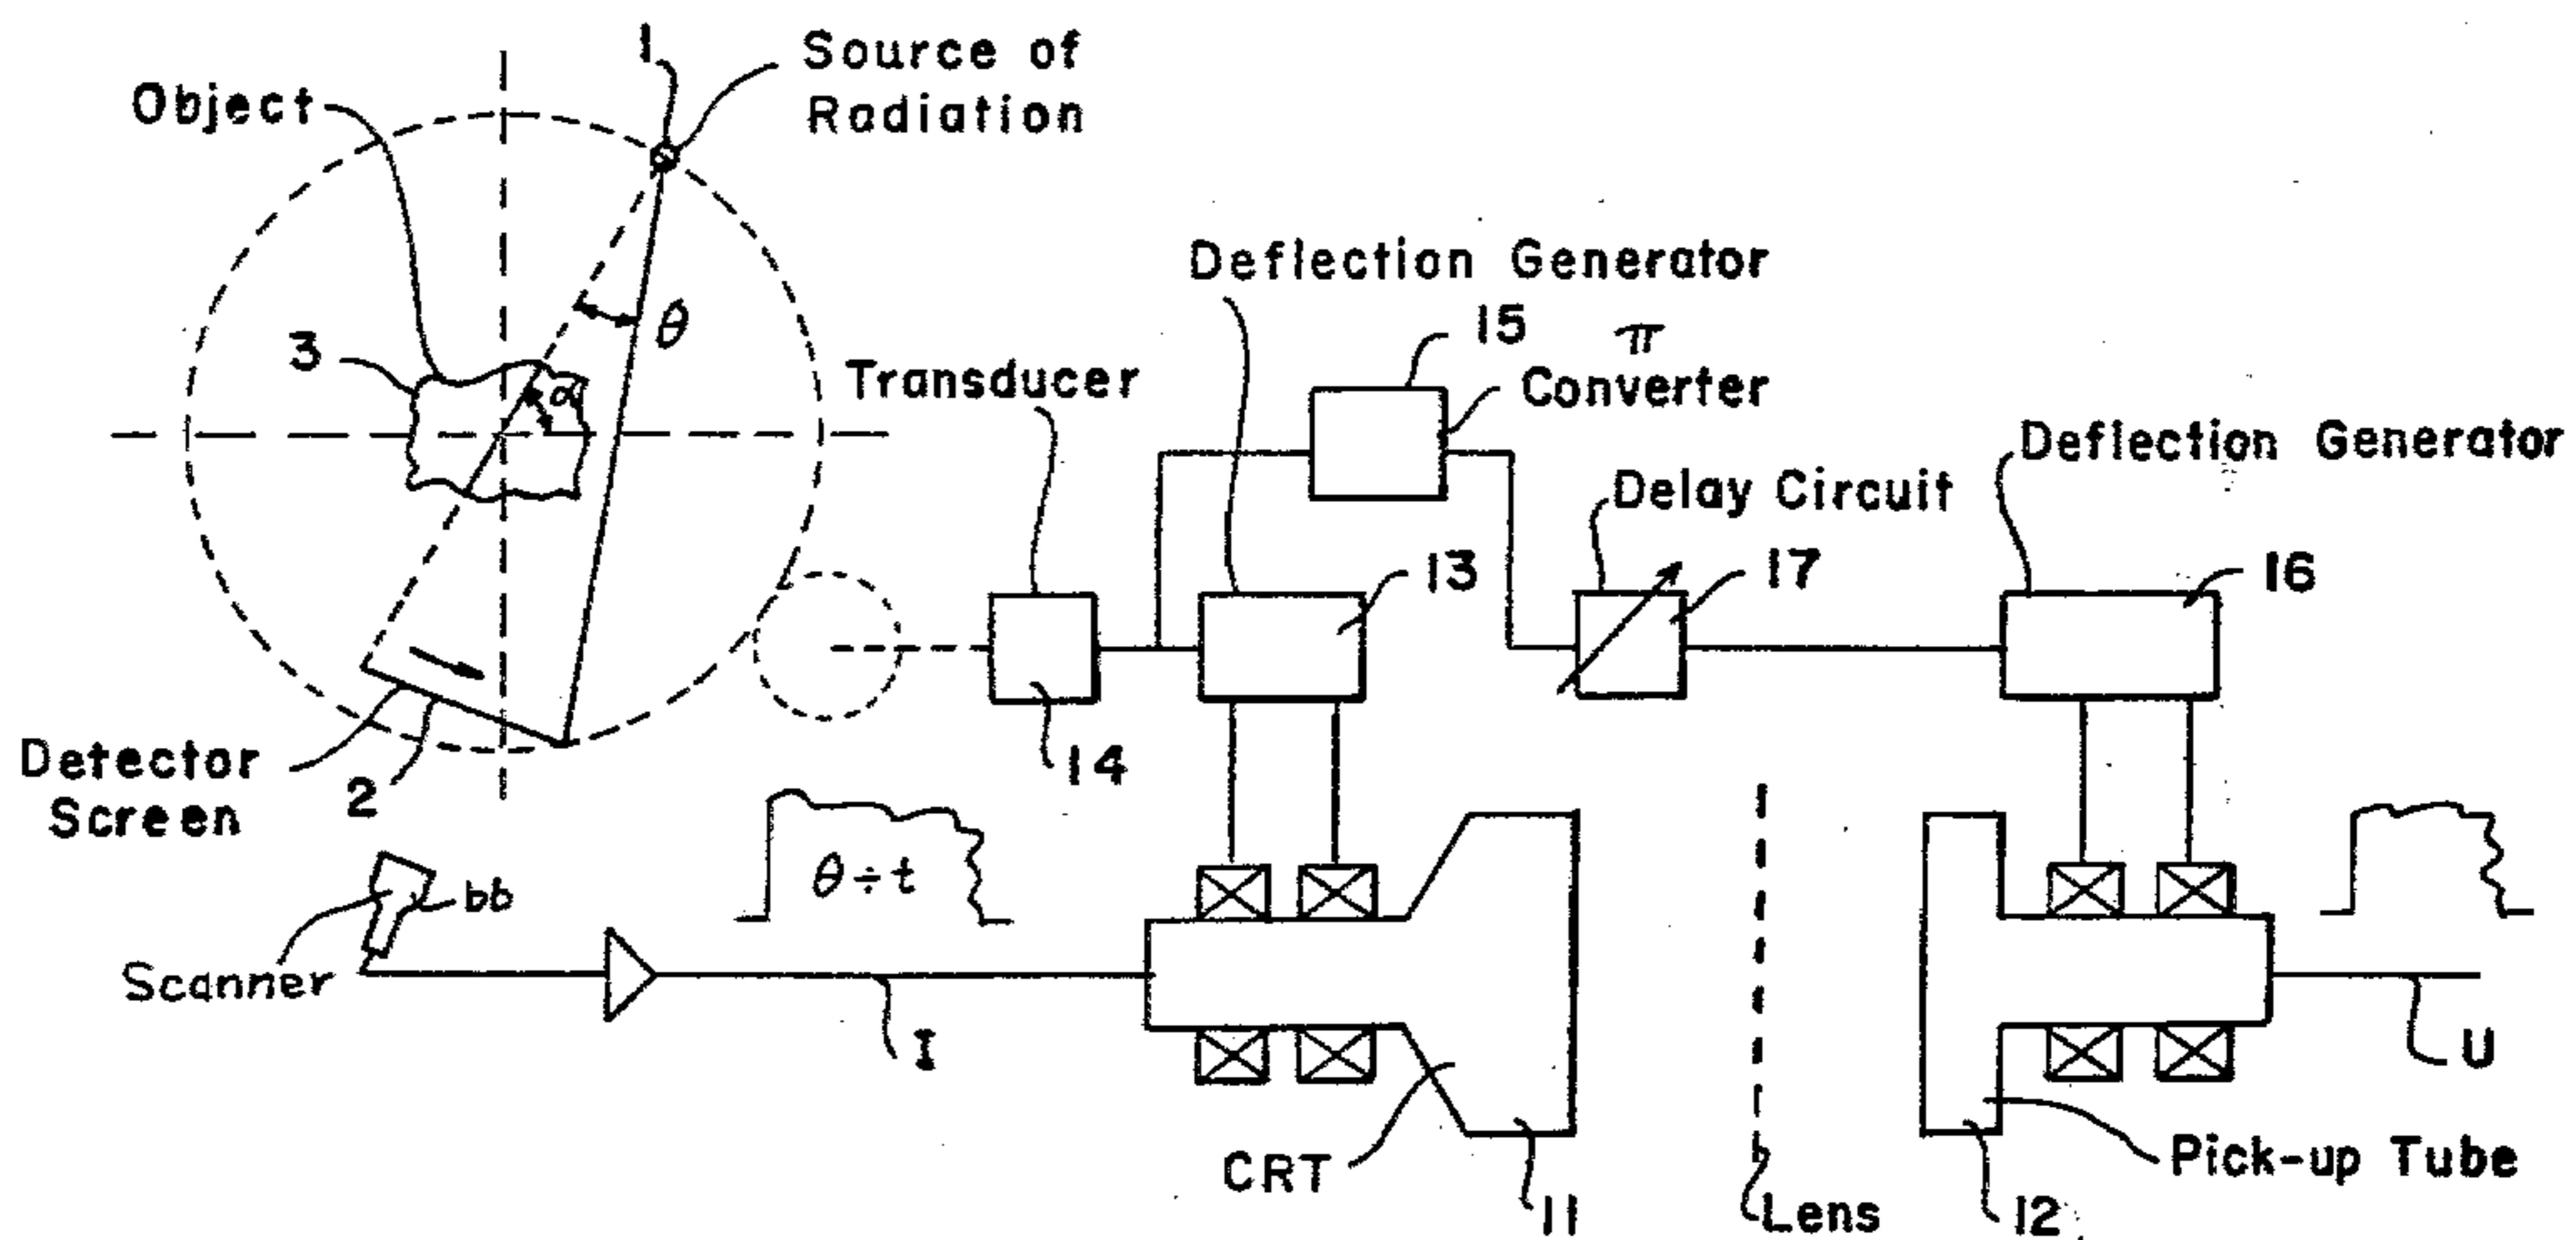 1
Source of
Radiation
Object
θ
3
α
Deflection Generator
15
π
Converter
Transducer
Deflection Generator
Delay Circuit
13
17
16
14
Detector
Screen
2
θ÷t
bb
Scanner
I
U
CRT
11
Lens
12
Pick-up Tube